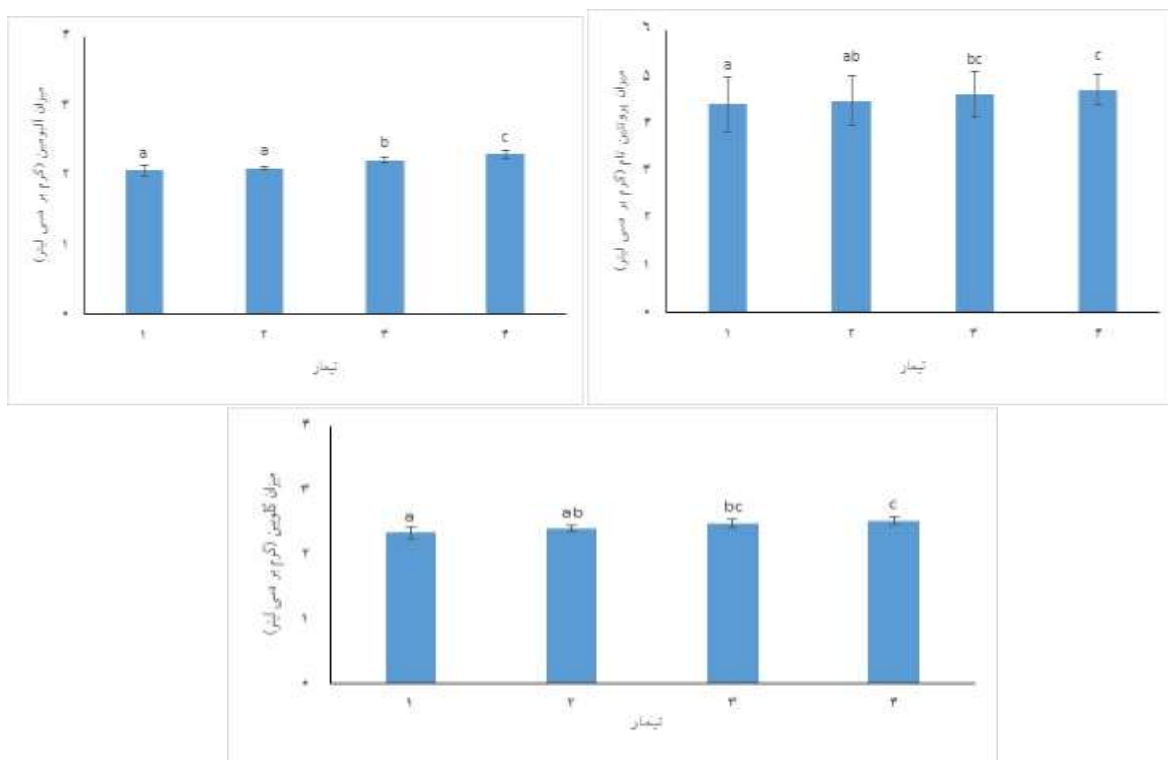 میزان آلبومین (گرم بر دسی لیتر)
۴
۳
۲
۱
۰
a
a
b
c
۱ ۲ ۳ ۴
تیمار
میزان پروتئین تام (گرم بر دسی لیتر)
۶
۵
۴
۳
۲
۱
۰
a
ab
bc
c
۱ ۲ ۳ ۴
تیمار
میزان گلوبین (گرم بر دسی لیتر)
۴
۳
۲
۱
۰
a
ab
bc
c
۱ ۲ ۳ ۴
تیمار